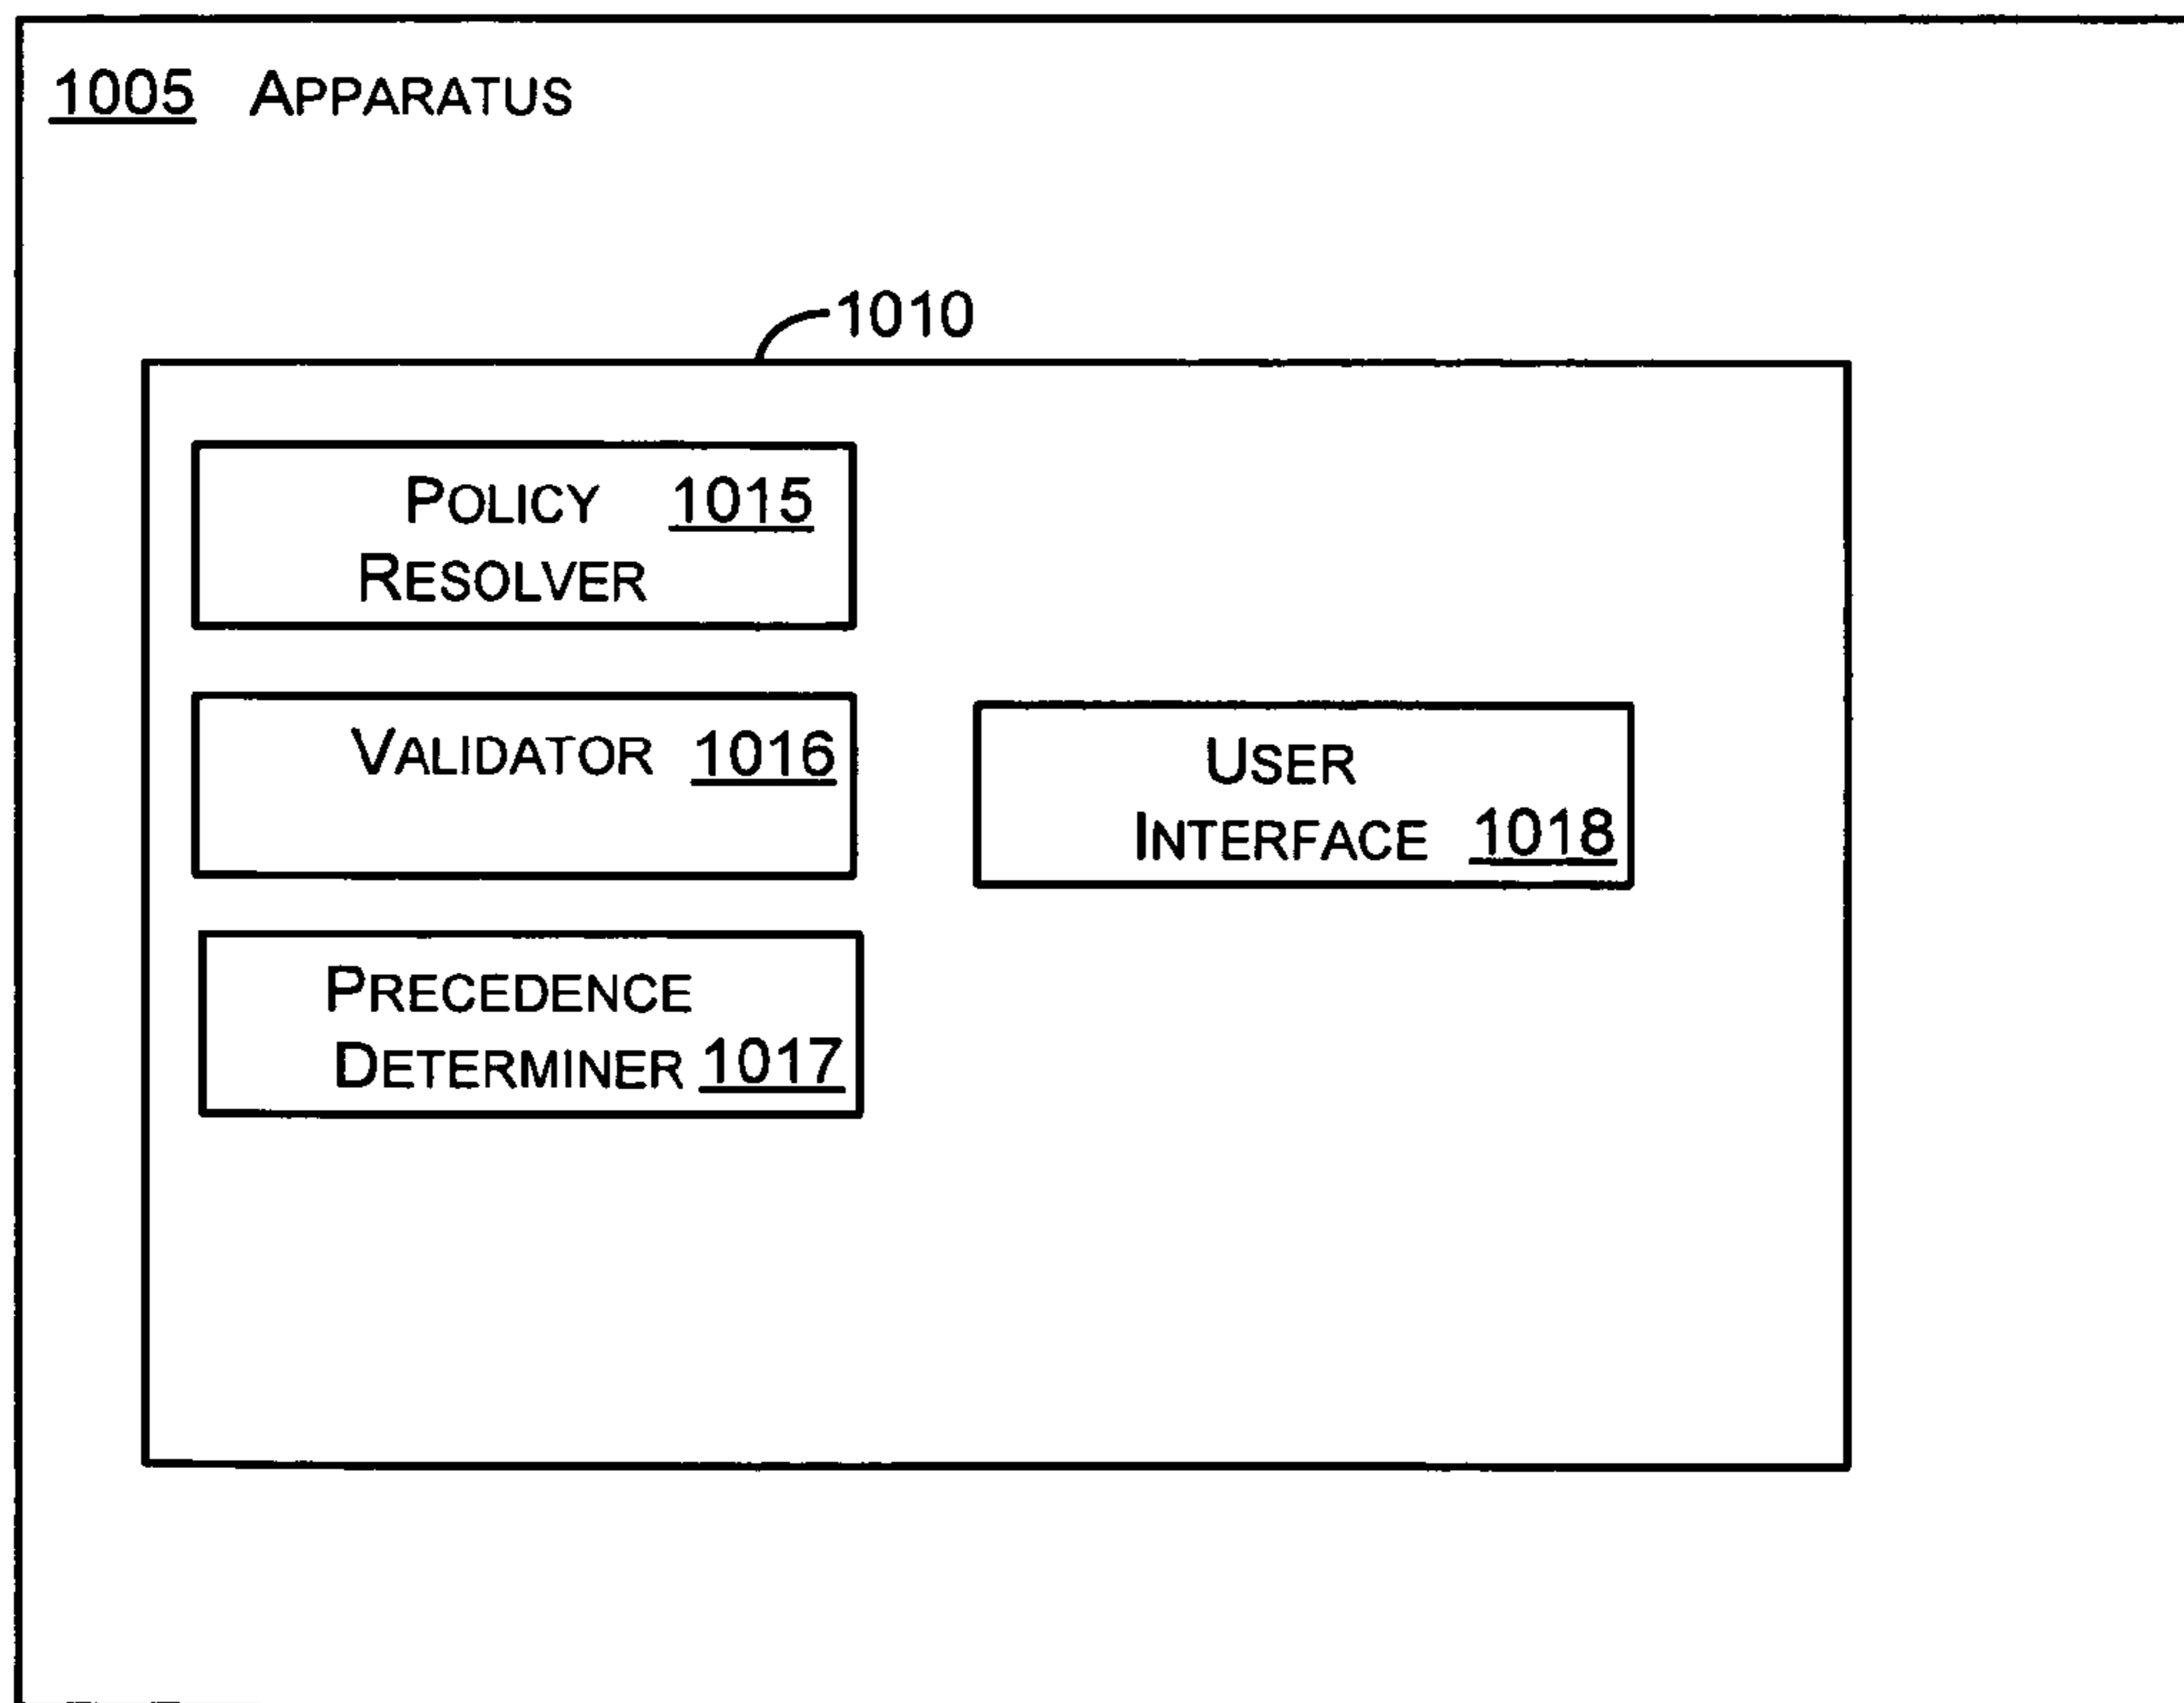 1005 APPARATUS
1010
POLICY 1015
RESOLVER
VALIDATOR 1016
USER
INTERFACE 1018
PRECEDENCE
DETERMINER 1017